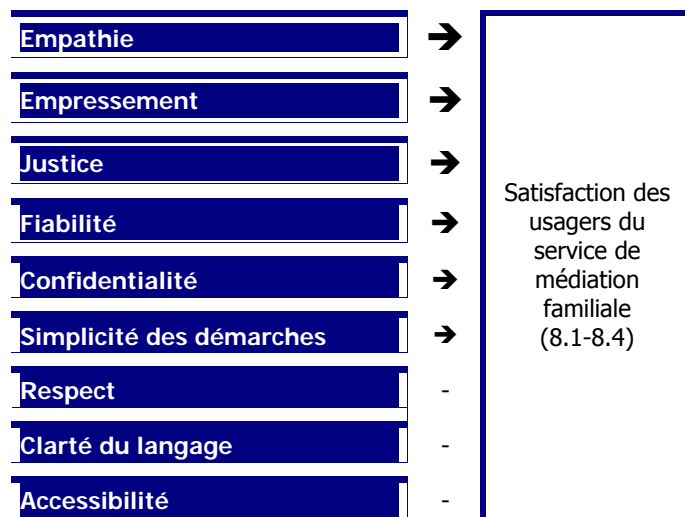 Empathie ➔
Empressement ➔
Justice ➔
Fiabilité ➔
Confidentialité ➔
Simplicité des démarches ➔
Respect -
Clarté du langage -
Accessibilité -
Satisfaction des
usagers du
service de
médiation
familiale
(8.1-8.4)